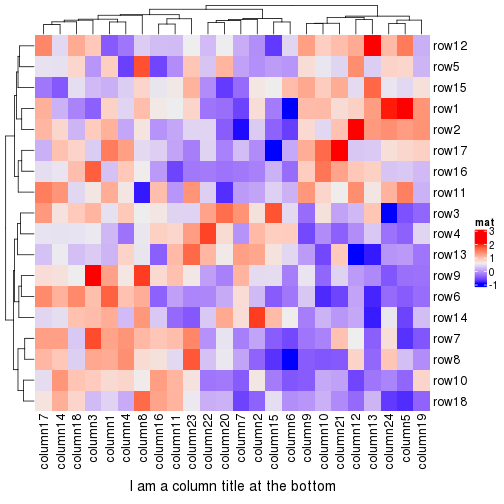 row12
row5
row15
row1
row2
row17
row16
row11
row3
row4
row13
row9
row6
row14
row7
row8
row10
row18
mat
3
2
1
0
-1
column17 column14 column18 column3 column1 column4 column8 column16 column11 column23 column22 column20 column7 column2 column15 column6 column9 column10 column21 column12 column13 column24 column5 column19
I am a column title at the bottom